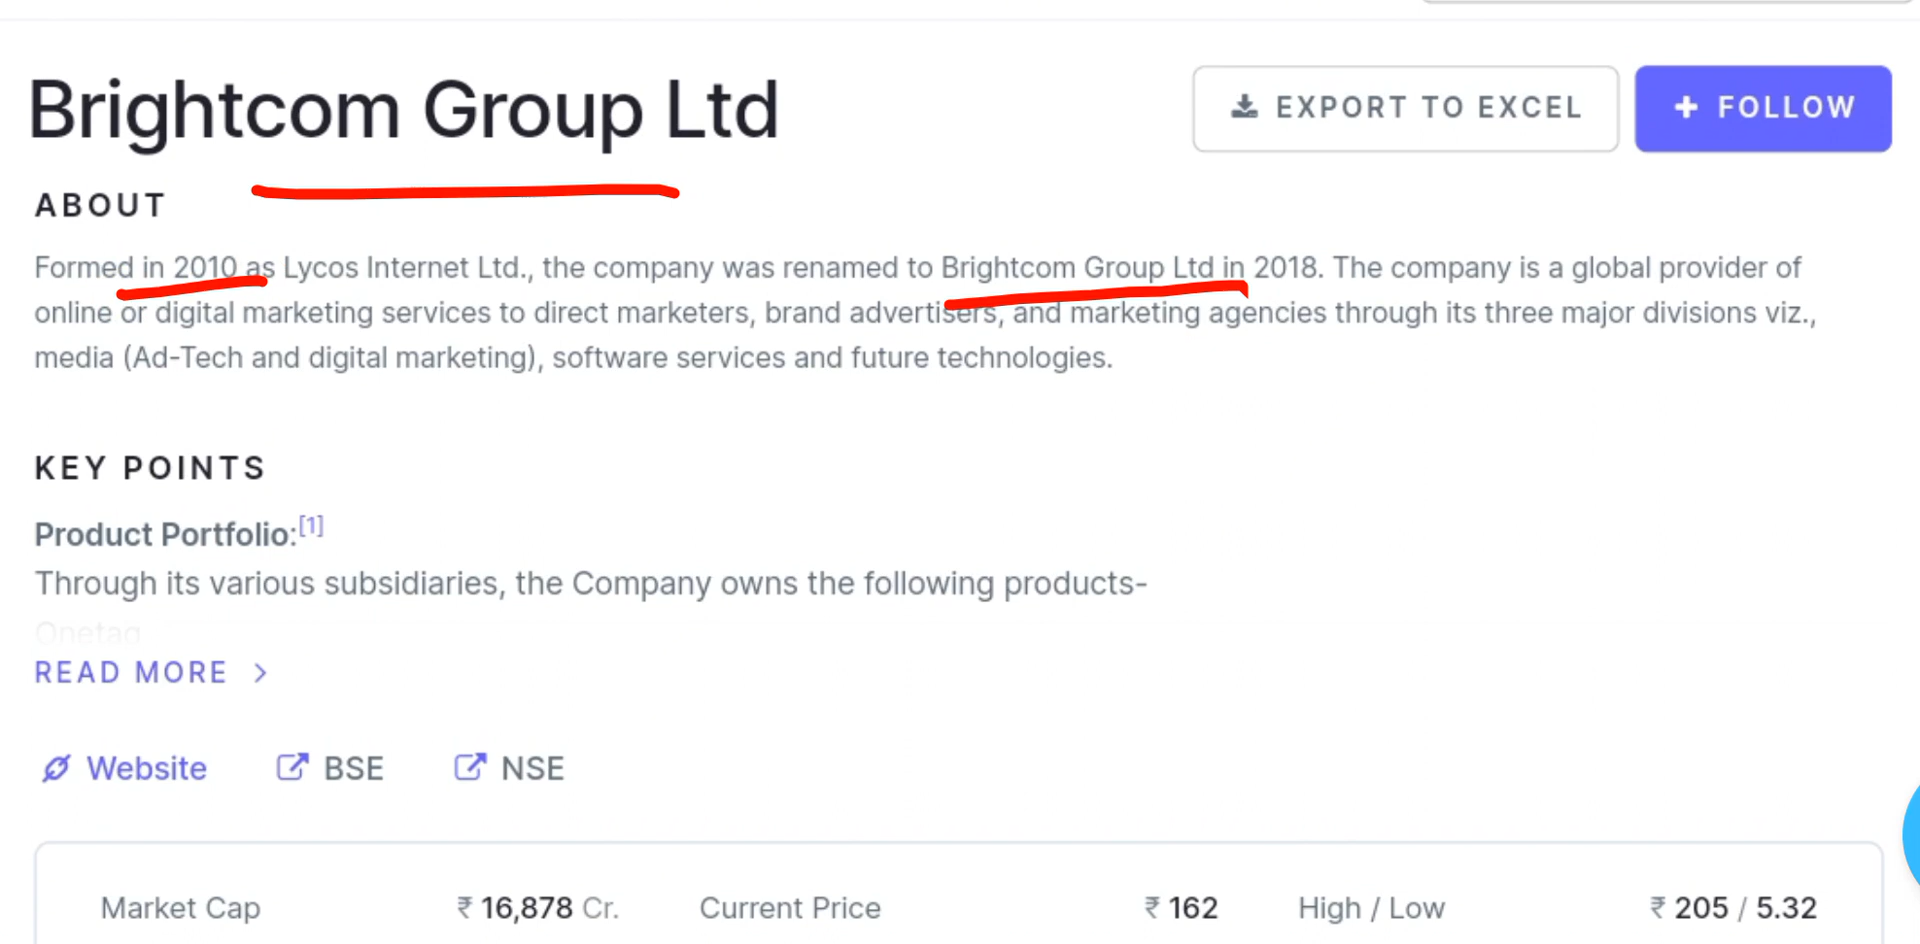 Brightcom Group Ltd
EXPORT TO EXCEL
+ FOLLOW
ABOUT
Formed in 2010 as Lycos Internet Ltd., the company was renamed to Brightcom Group Ltd in 2018. The company is a global provider of
online or digital marketing services to direct marketers, brand advertisers, and marketing agencies through its three major divisions viz.,
media (Ad-Tech and digital marketing), software services and future technologies.
KEY POINTS
Product Portfolio:[1]
Through its various subsidiaries, the Company owns the following products-
Onetag
READ MORE >
Website BSE NSE
Market Cap ₹ 16,878 Cr. Current Price ₹ 162 High / Low ₹ 205 / 5.32